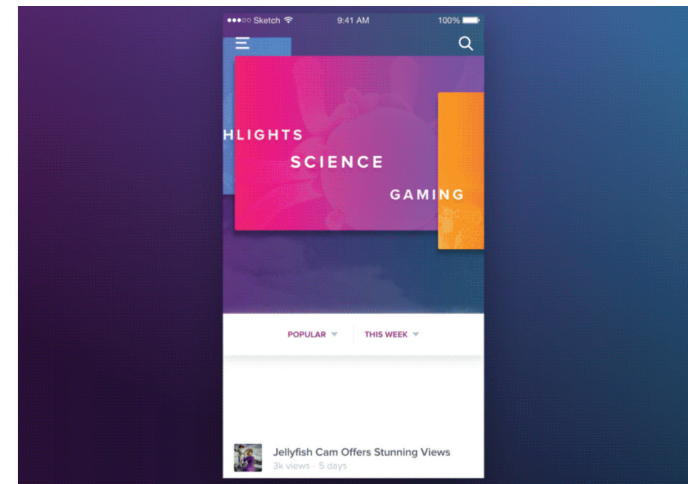 Sketch 9:41 AM 100%
HLIGHTS
SCIENCE
GAMING
POPULAR THIS WEEK
Jellyfish Cam Offers Stunning Views
3k views · 5 days